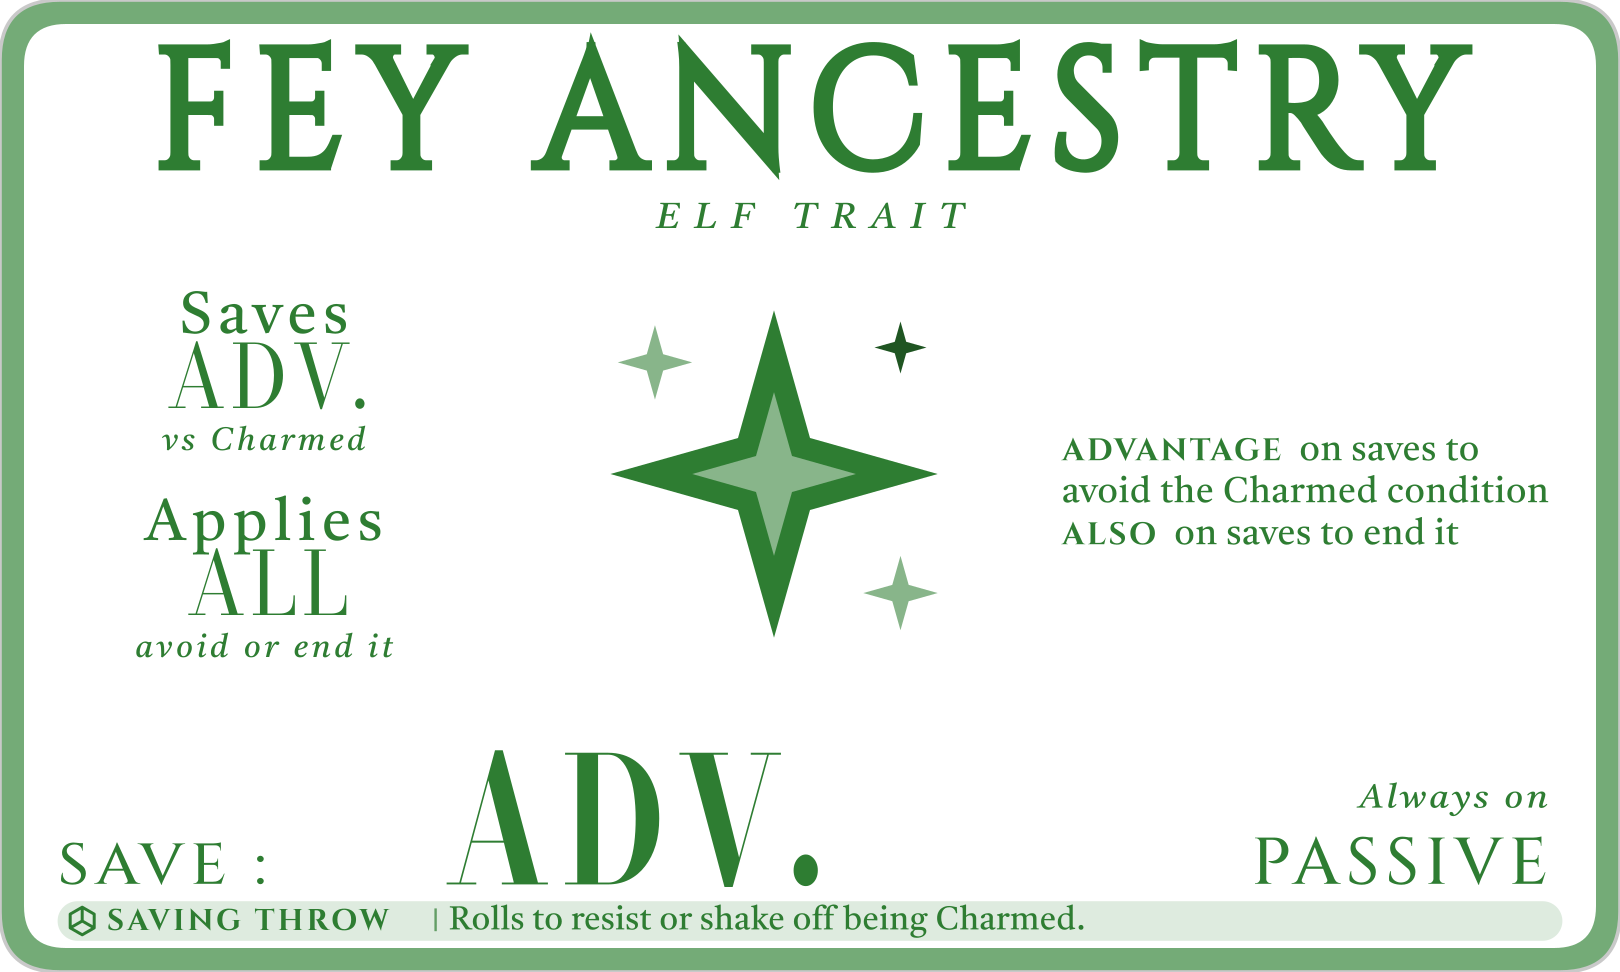 FEY ANCESTRY
ELF TRAIT
Saves
ADV.
vs Charmed
Applies
ALL
avoid or end it
ADVANTAGE on saves to
avoid the Charmed condition
ALSO on saves to end it
SAVE : ADV.
Always on
PASSIVE
SAVING THROW | Rolls to resist or shake off being Charmed.